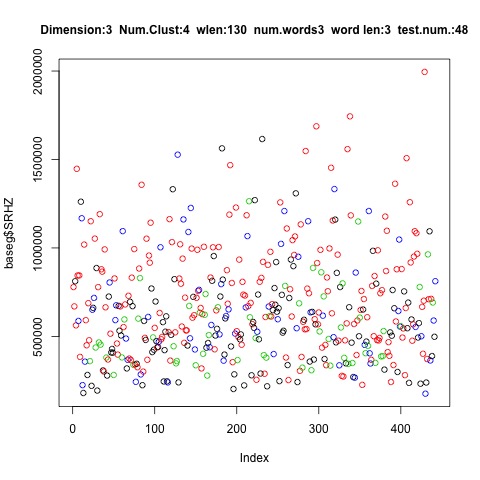 Dimension:3 Num.Clust:4 wlen:130 num.words3 word len:3 test.num.:48
2000000
1500000
1000000
500000
baseg$SRHZ
0 100 200 300 400
Index